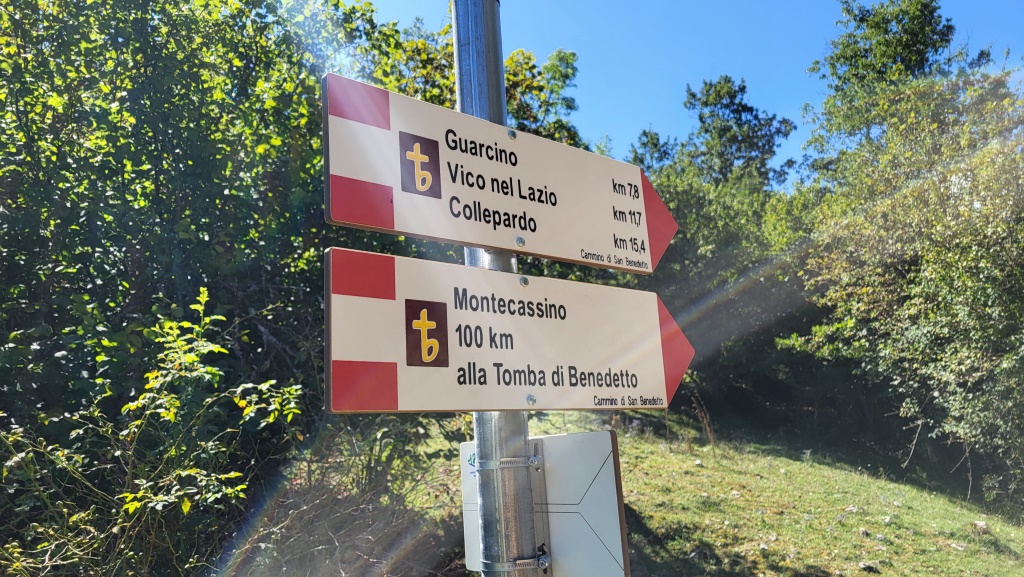 Guarcino km 7,8
Vico nel Lazio km 11,7
Collepardo km 15,4
Cammino di San Benedetto
Montecassino
100 km
alla Tomba di Benedetto
Cammino di San Benedetto